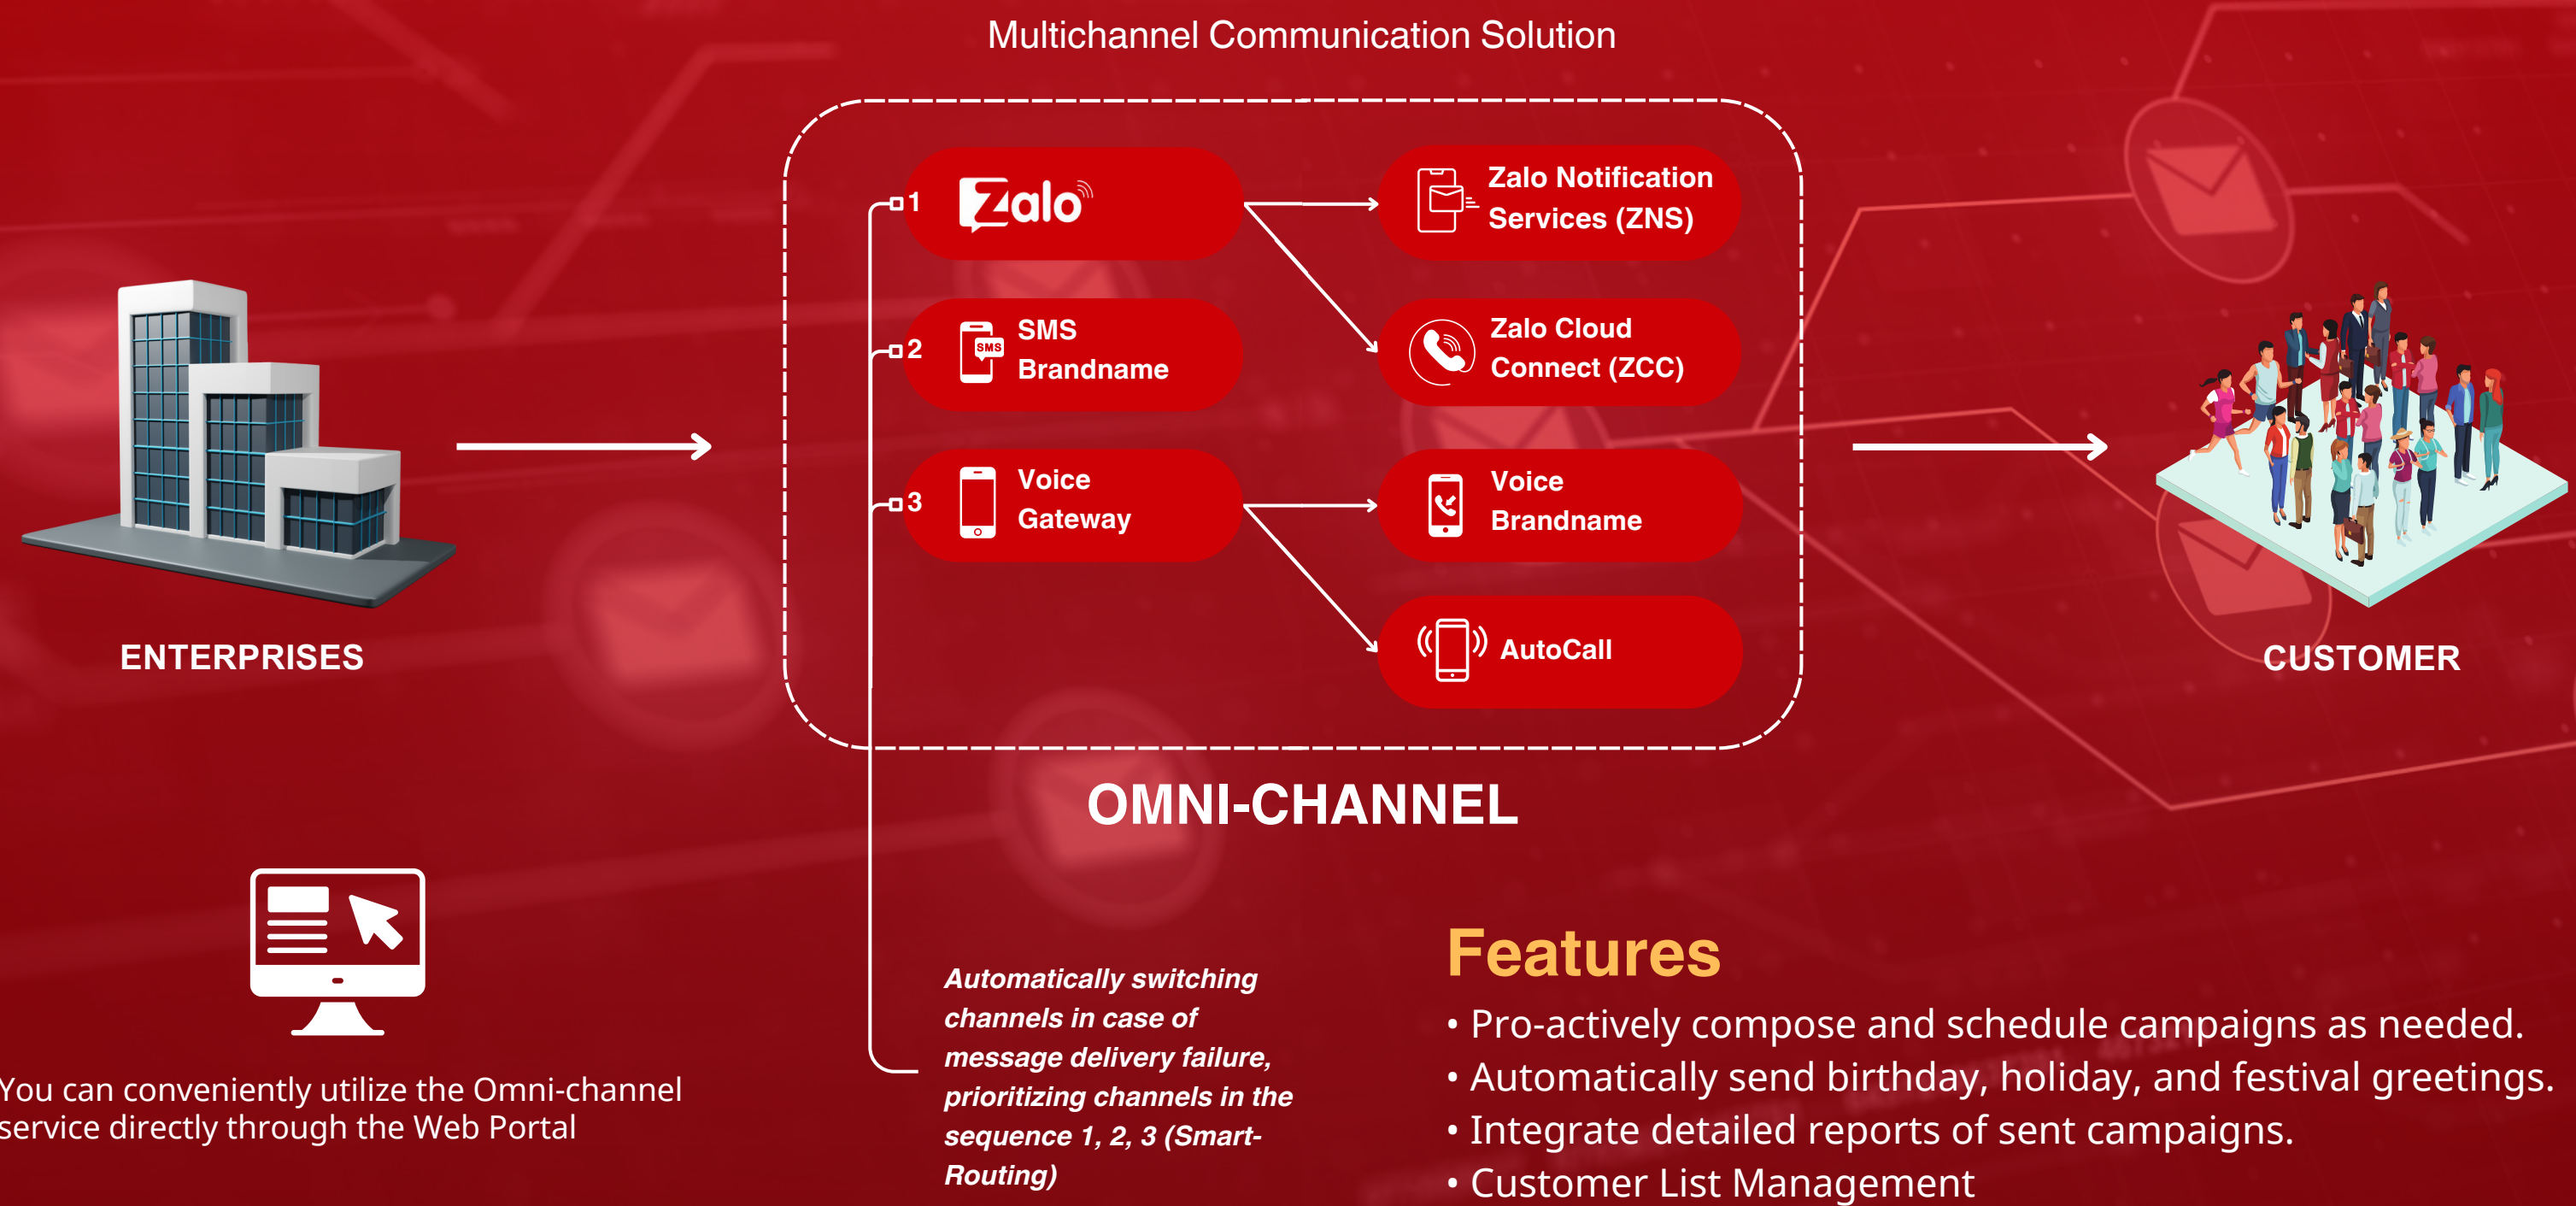 Multichannel Communication Solution
1
Zalo
Zalo Notification
Services (ZNS)
2
SMS
SMS
Brandname
Zalo Cloud
Connect (ZCC)
3
Voice
Gateway
Voice
Brandname
AutoCall
ENTERPRISES
CUSTOMER
OMNI-CHANNEL
You can conveniently utilize the Omni-channel
service directly through the Web Portal
Automatically switching
channels in case of
message delivery failure,
prioritizing channels in the
sequence 1, 2, 3 (Smart-
Routing)
Features
• Pro-actively compose and schedule campaigns as needed.
• Automatically send birthday, holiday, and festival greetings.
• Integrate detailed reports of sent campaigns.
• Customer List Management